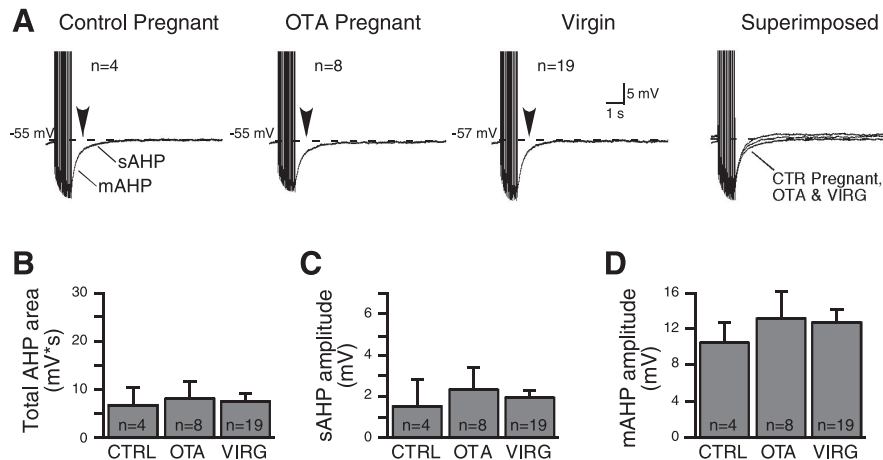 A
Control Pregnant
OTA Pregnant
Virgin
Superimposed
n=4
n=8
n=19
5 mV
1 s
-55 mV
-55 mV
-57 mV
sAHP
mAHP
CTR Pregnant,
OTA & VIRG
B
Total AHP area
(mV*s)
30
20
10
0
n=4
n=8
n=19
CTRL
OTA
VIRG
C
sAHP amplitude
(mV)
6
4
2
0
n=4
n=8
n=19
CTRL
OTA
VIRG
D
mAHP amplitude
(mV)
16
12
8
4
0
n=4
n=8
n=19
CTRL
OTA
VIRG